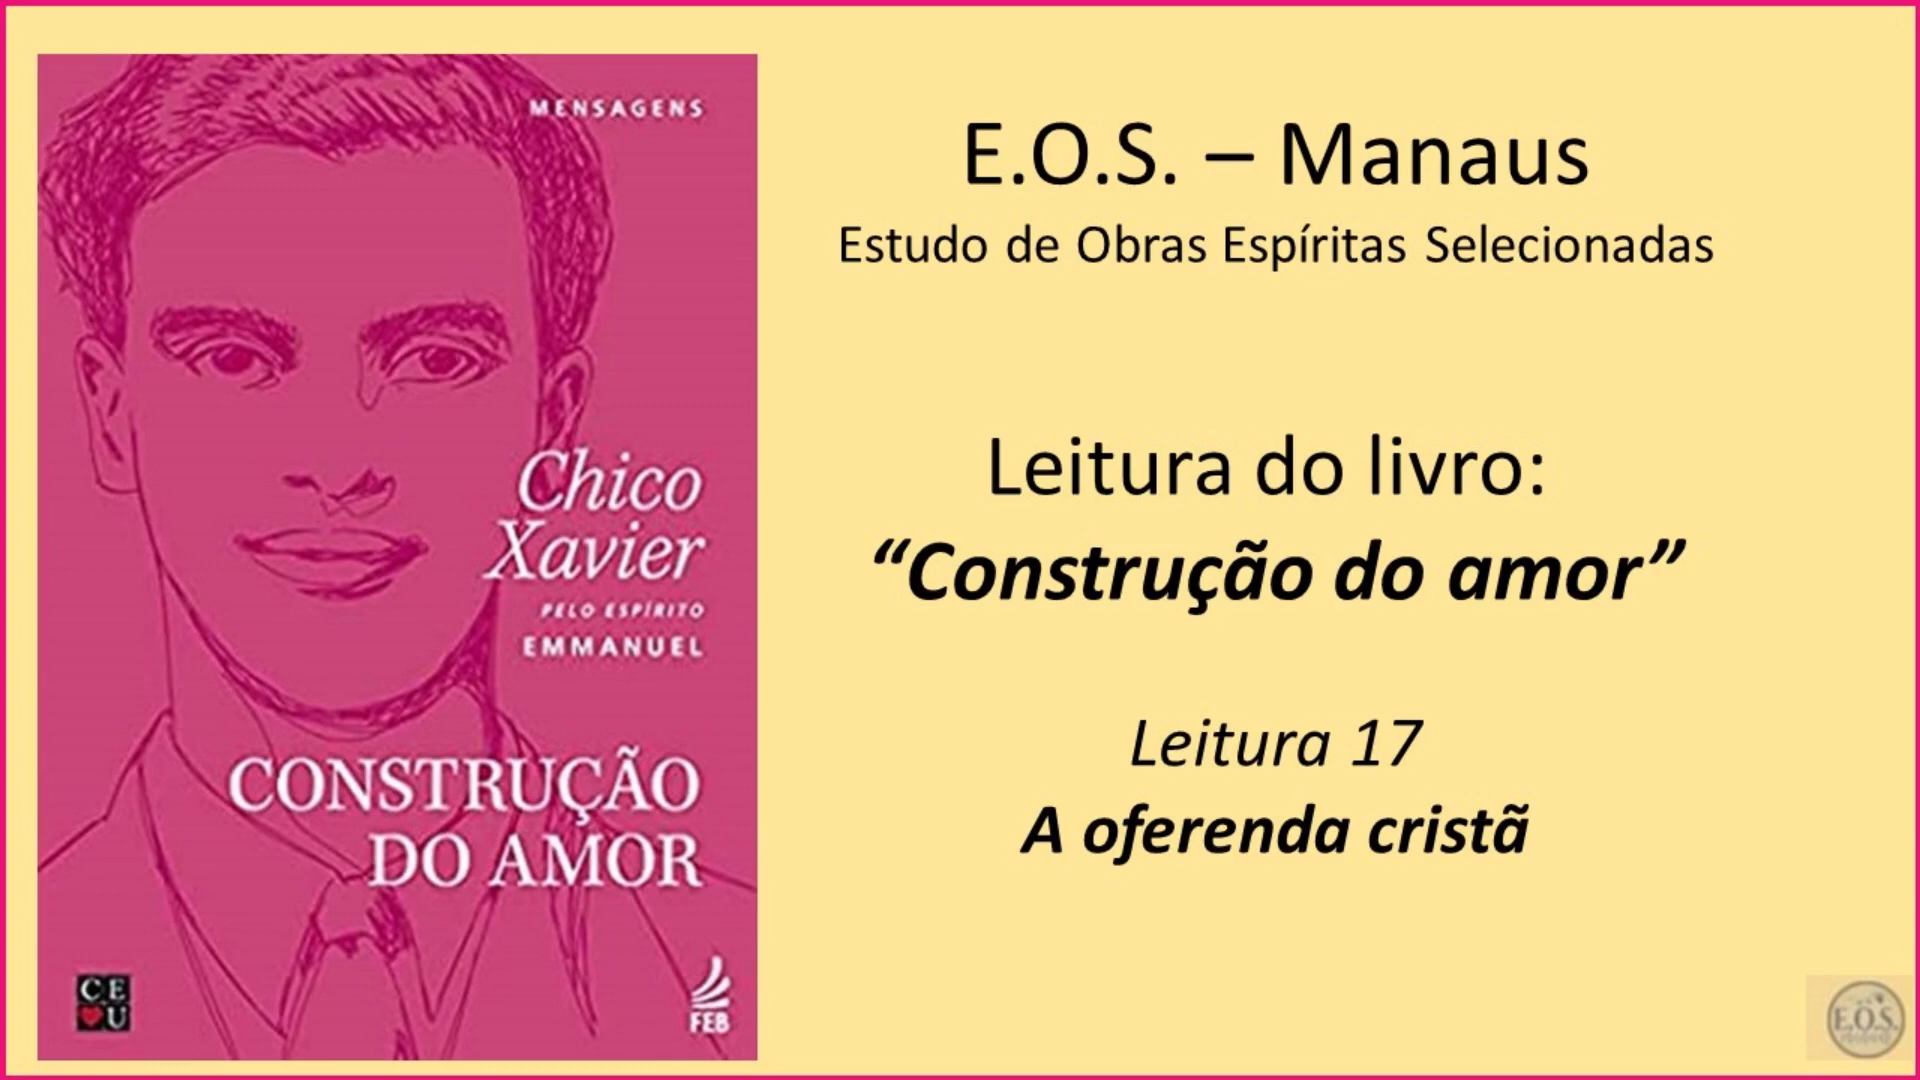 MENSAGENS
Chico
Xavier
PELO ESPÍRITO
EMMANUEL
CONSTRUÇÃO
DO AMOR
CE
U
FEB
E.O.S. – Manaus
Estudo de Obras Espíritas Selecionadas
Leitura do livro:
“Construção do amor”
Leitura 17
A oferenda cristã
E.O.S.